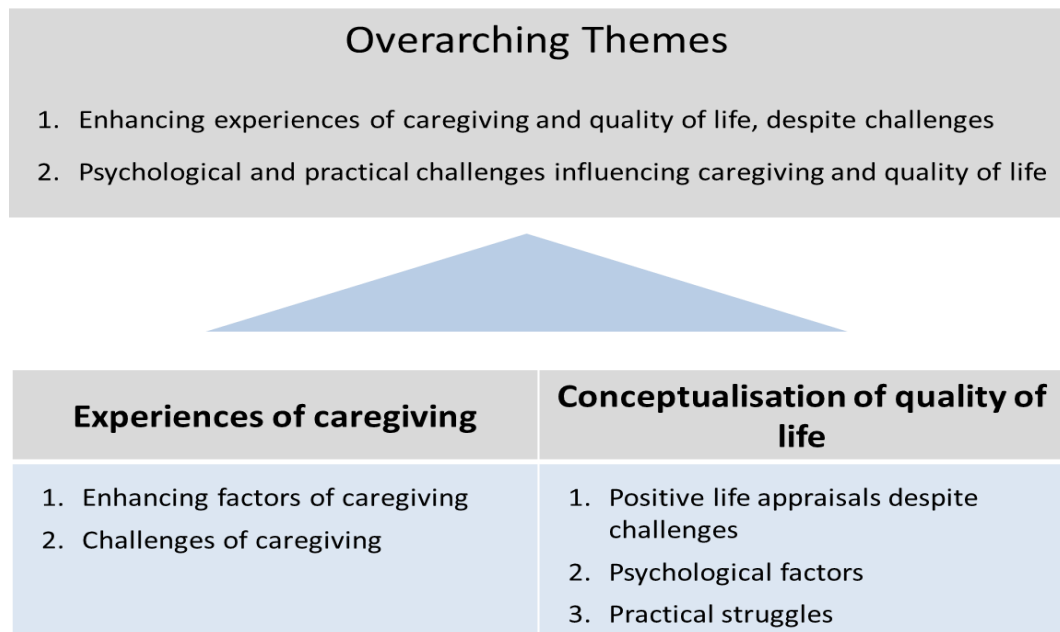 Overarching Themes
1. Enhancing experiences of caregiving and quality of life, despite challenges
2. Psychological and practical challenges influencing caregiving and quality of life
Experiences of caregiving
1. Enhancing factors of caregiving
2. Challenges of caregiving
Conceptualisation of quality of
life
1. Positive life appraisals despite
challenges
2. Psychological factors
3. Practical struggles